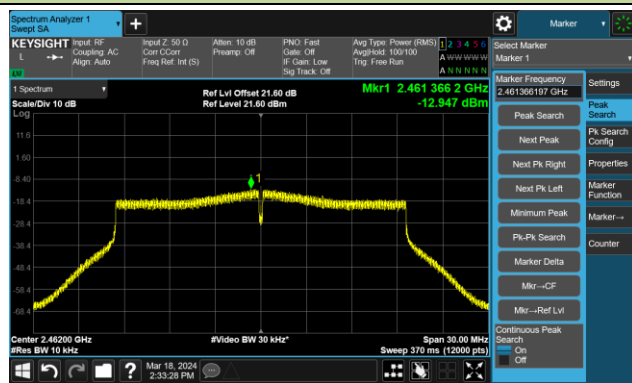 Spectrum Analyzer 1
Swept SA
Marker
KEYSIGHT
L
Input: RF
Coupling: AC
Align: Auto
Input Z: 50 Ω
Corr CCorr
Freq Ref: Int (S)
Atten: 10 dB
Preamp: Off
PNO: Fast
Gate: Off
IF Gain: Low
Sig Track: Off
Avg Type: Power (RMS)
Avg|Hold: 100/100
Trig: Free Run
1 2 3 4 5 6
A W W W W W
A N N N N N
Select Marker
Marker 1
1 Spectrum
Scale/Div 10 dB
Log
Ref Lvl Offset 21.60 dB
Ref Level 21.60 dBm
Mkr1 2.461 366 2 GHz
-12.947 dBm
11.6
1.60
-8.40
-18.4
-28.4
-38.4
-48.4
-58.4
-68.4
1
Center 2.46200 GHz
#Res BW 10 kHz
#Video BW 30 kHz*
Span 30.00 MHz
Sweep 370 ms (12000 pts)
Marker Frequency
2.461366197 GHz
Peak Search
Next Peak
Next Pk Right
Next Pk Left
Minimum Peak
Pk-Pk Search
Marker Delta
Mkr→CF
Mkr→Ref Lvl
Continuous Peak
Search
On
Off
Settings
Peak
Search
Pk Search
Config
Properties
Marker
Function
Marker→
Counter
Mar 18, 2024
2:33:28 PM